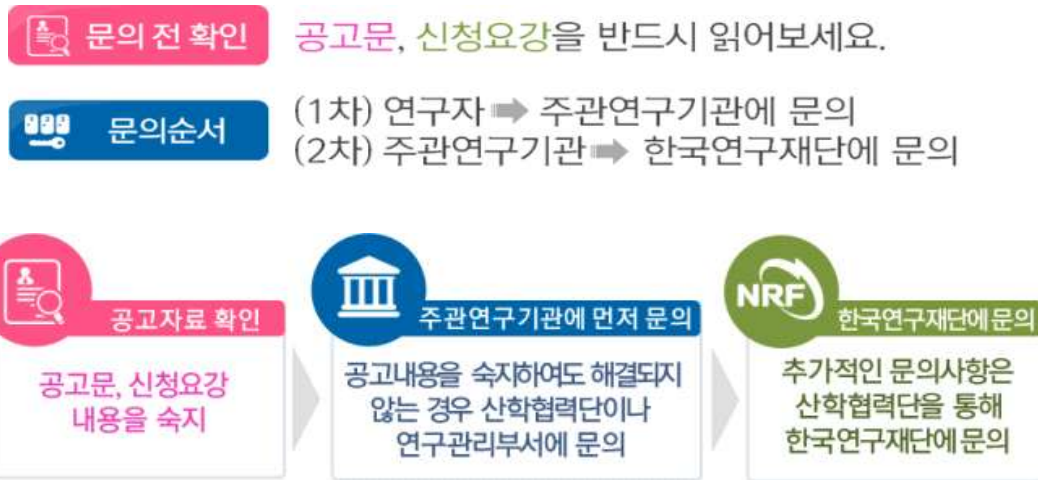 문의 전 확인
공고문, 신청요강을 반드시 읽어보세요.
문의순서
(1차) 연구자 ➡ 주관연구기관에 문의
(2차) 주관연구기관 ➡ 한국연구재단에 문의
공고자료 확인
공고문, 신청요강
내용을 숙지
주관연구기관에 먼저 문의
공고내용을 숙지하여도 해결되지
않는 경우 산학협력단이나
연구관리부서에 문의
NRF
한국연구재단에 문의
추가적인 문의사항은
산학협력단을 통해
한국연구재단에 문의